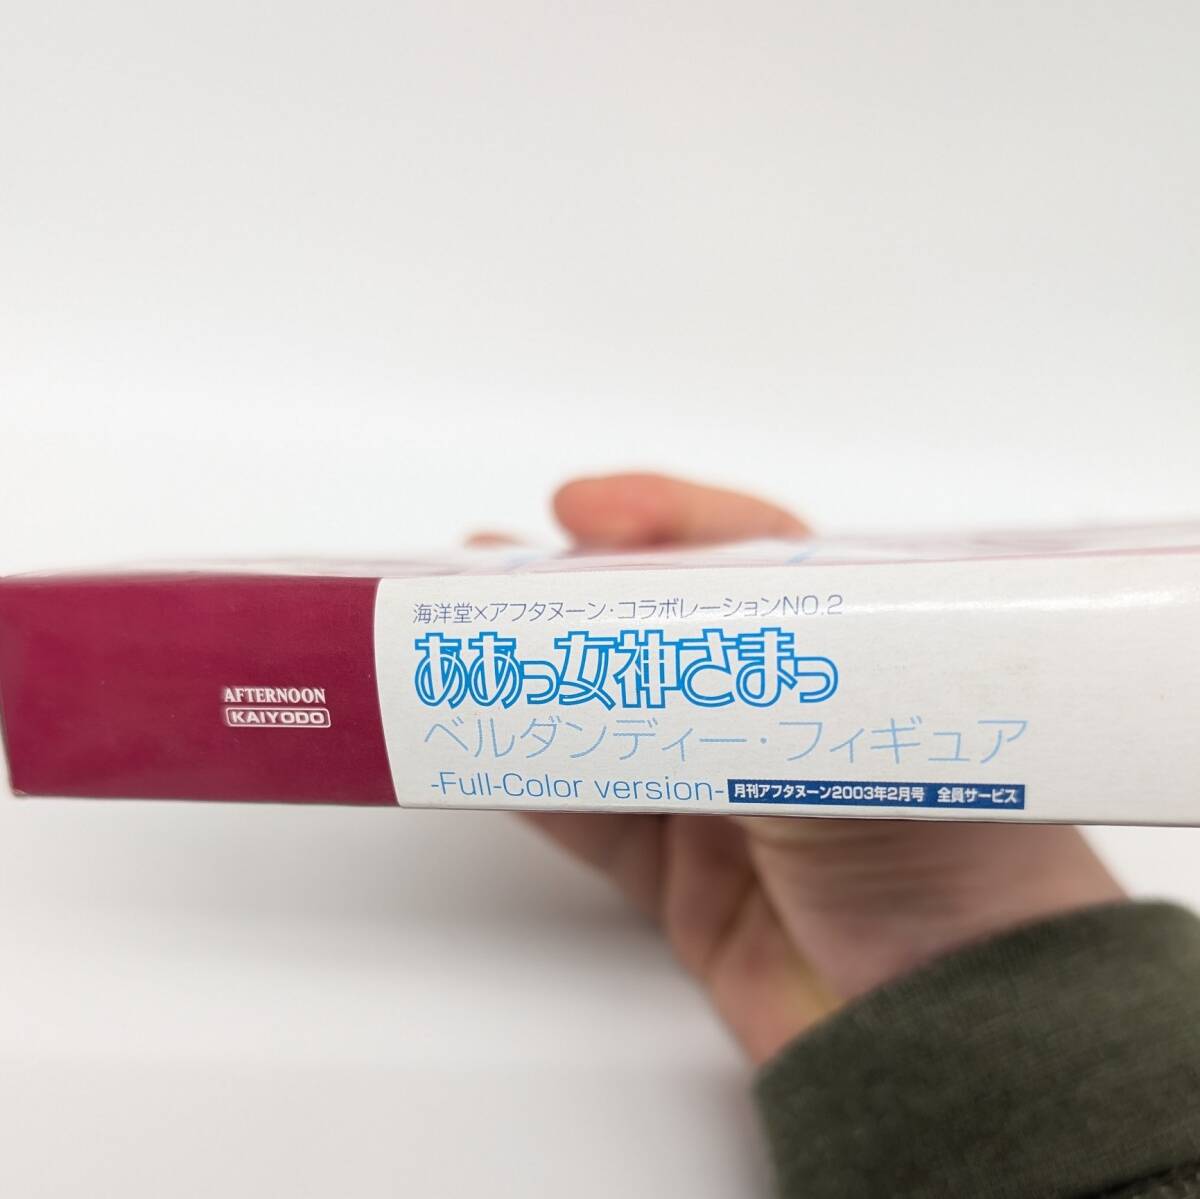 AFTERNOON
KAIYODO
海洋堂×アフタヌーン・コラボレーションNO.2
ああっ女神さまっ
ベルダンディー・フィギュア
-Full-Color version-
月刊アフタヌーン2003年2月号 全員サービス